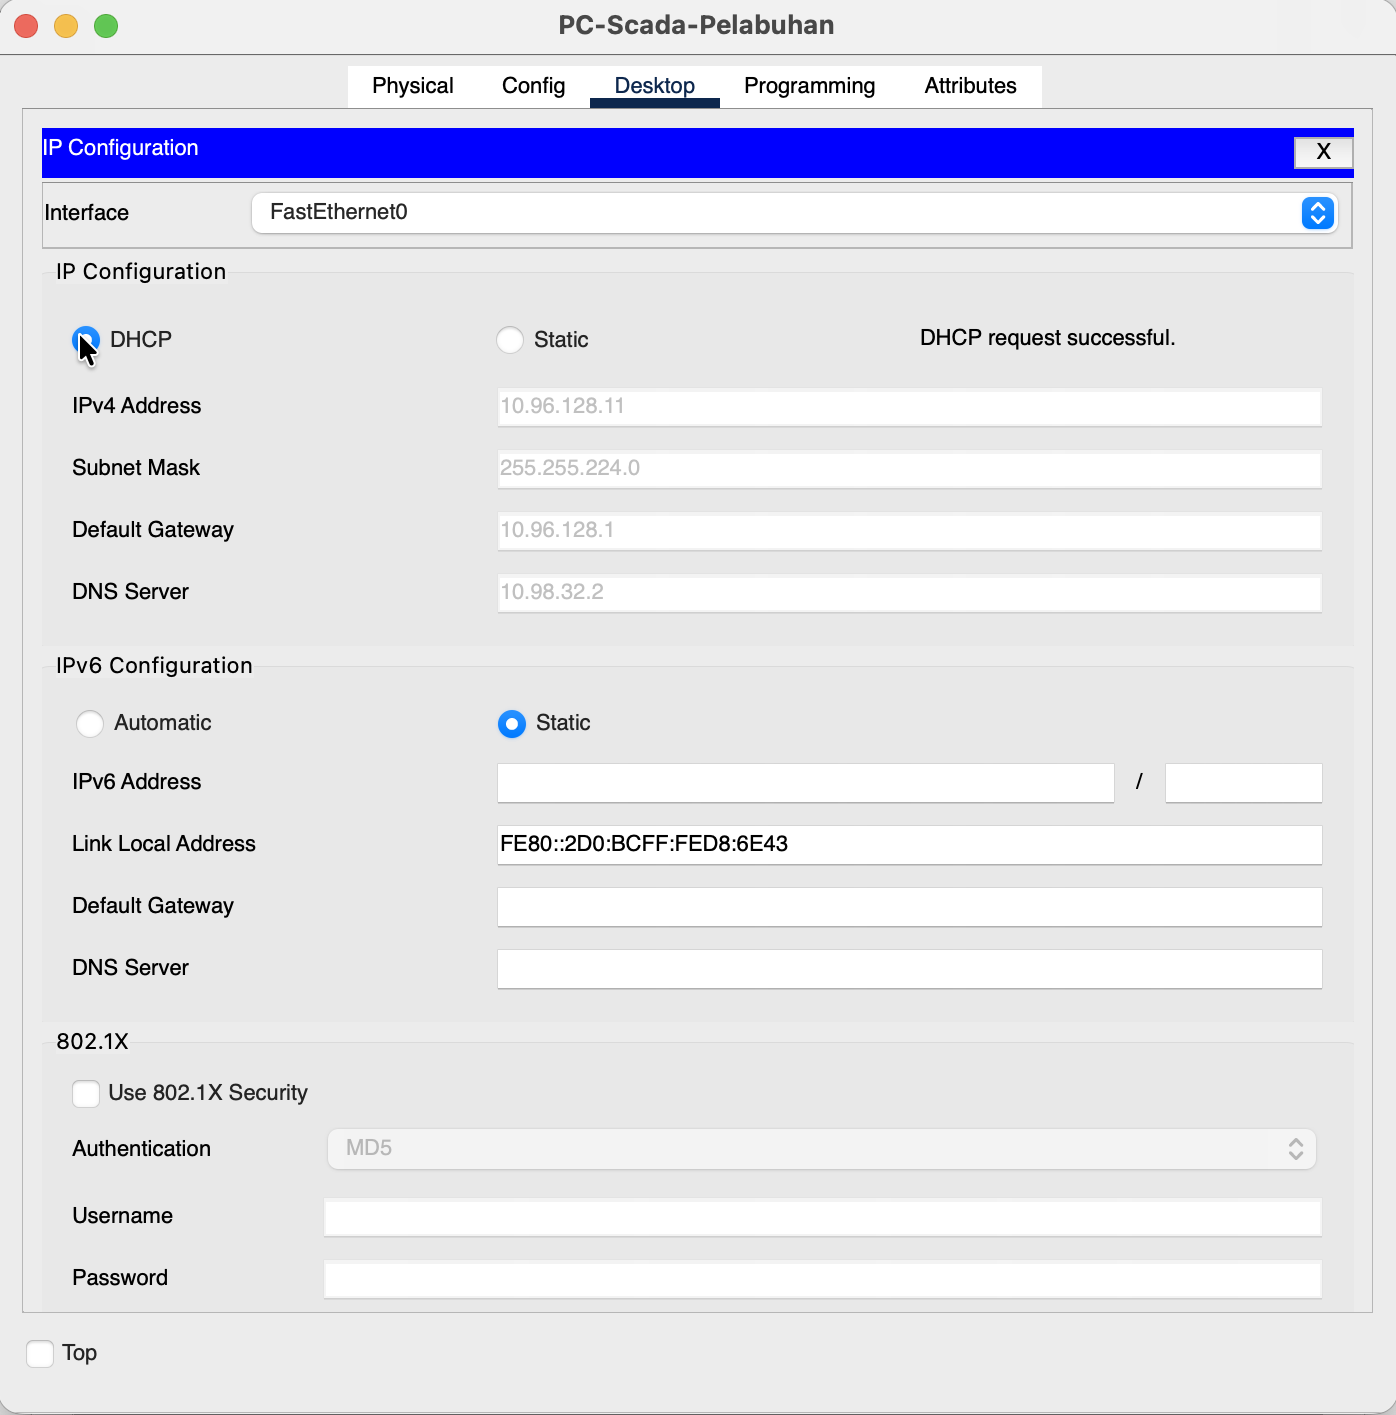 PC-Scada-Pelabuhan
Physical Config Desktop Programming Attributes
IP Configuration X
Interface FastEthernet0
IP Configuration
DHCP Static DHCP request successful.
IPv4 Address 10.96.128.11
Subnet Mask 255.255.224.0
Default Gateway 10.96.128.1
DNS Server 10.98.32.2
IPv6 Configuration
Automatic Static
IPv6 Address /
Link Local Address FE80::2D0:BCFF:FED8:6E43
Default Gateway
DNS Server
802.1X
Use 802.1X Security
Authentication MD5
Username
Password
Top